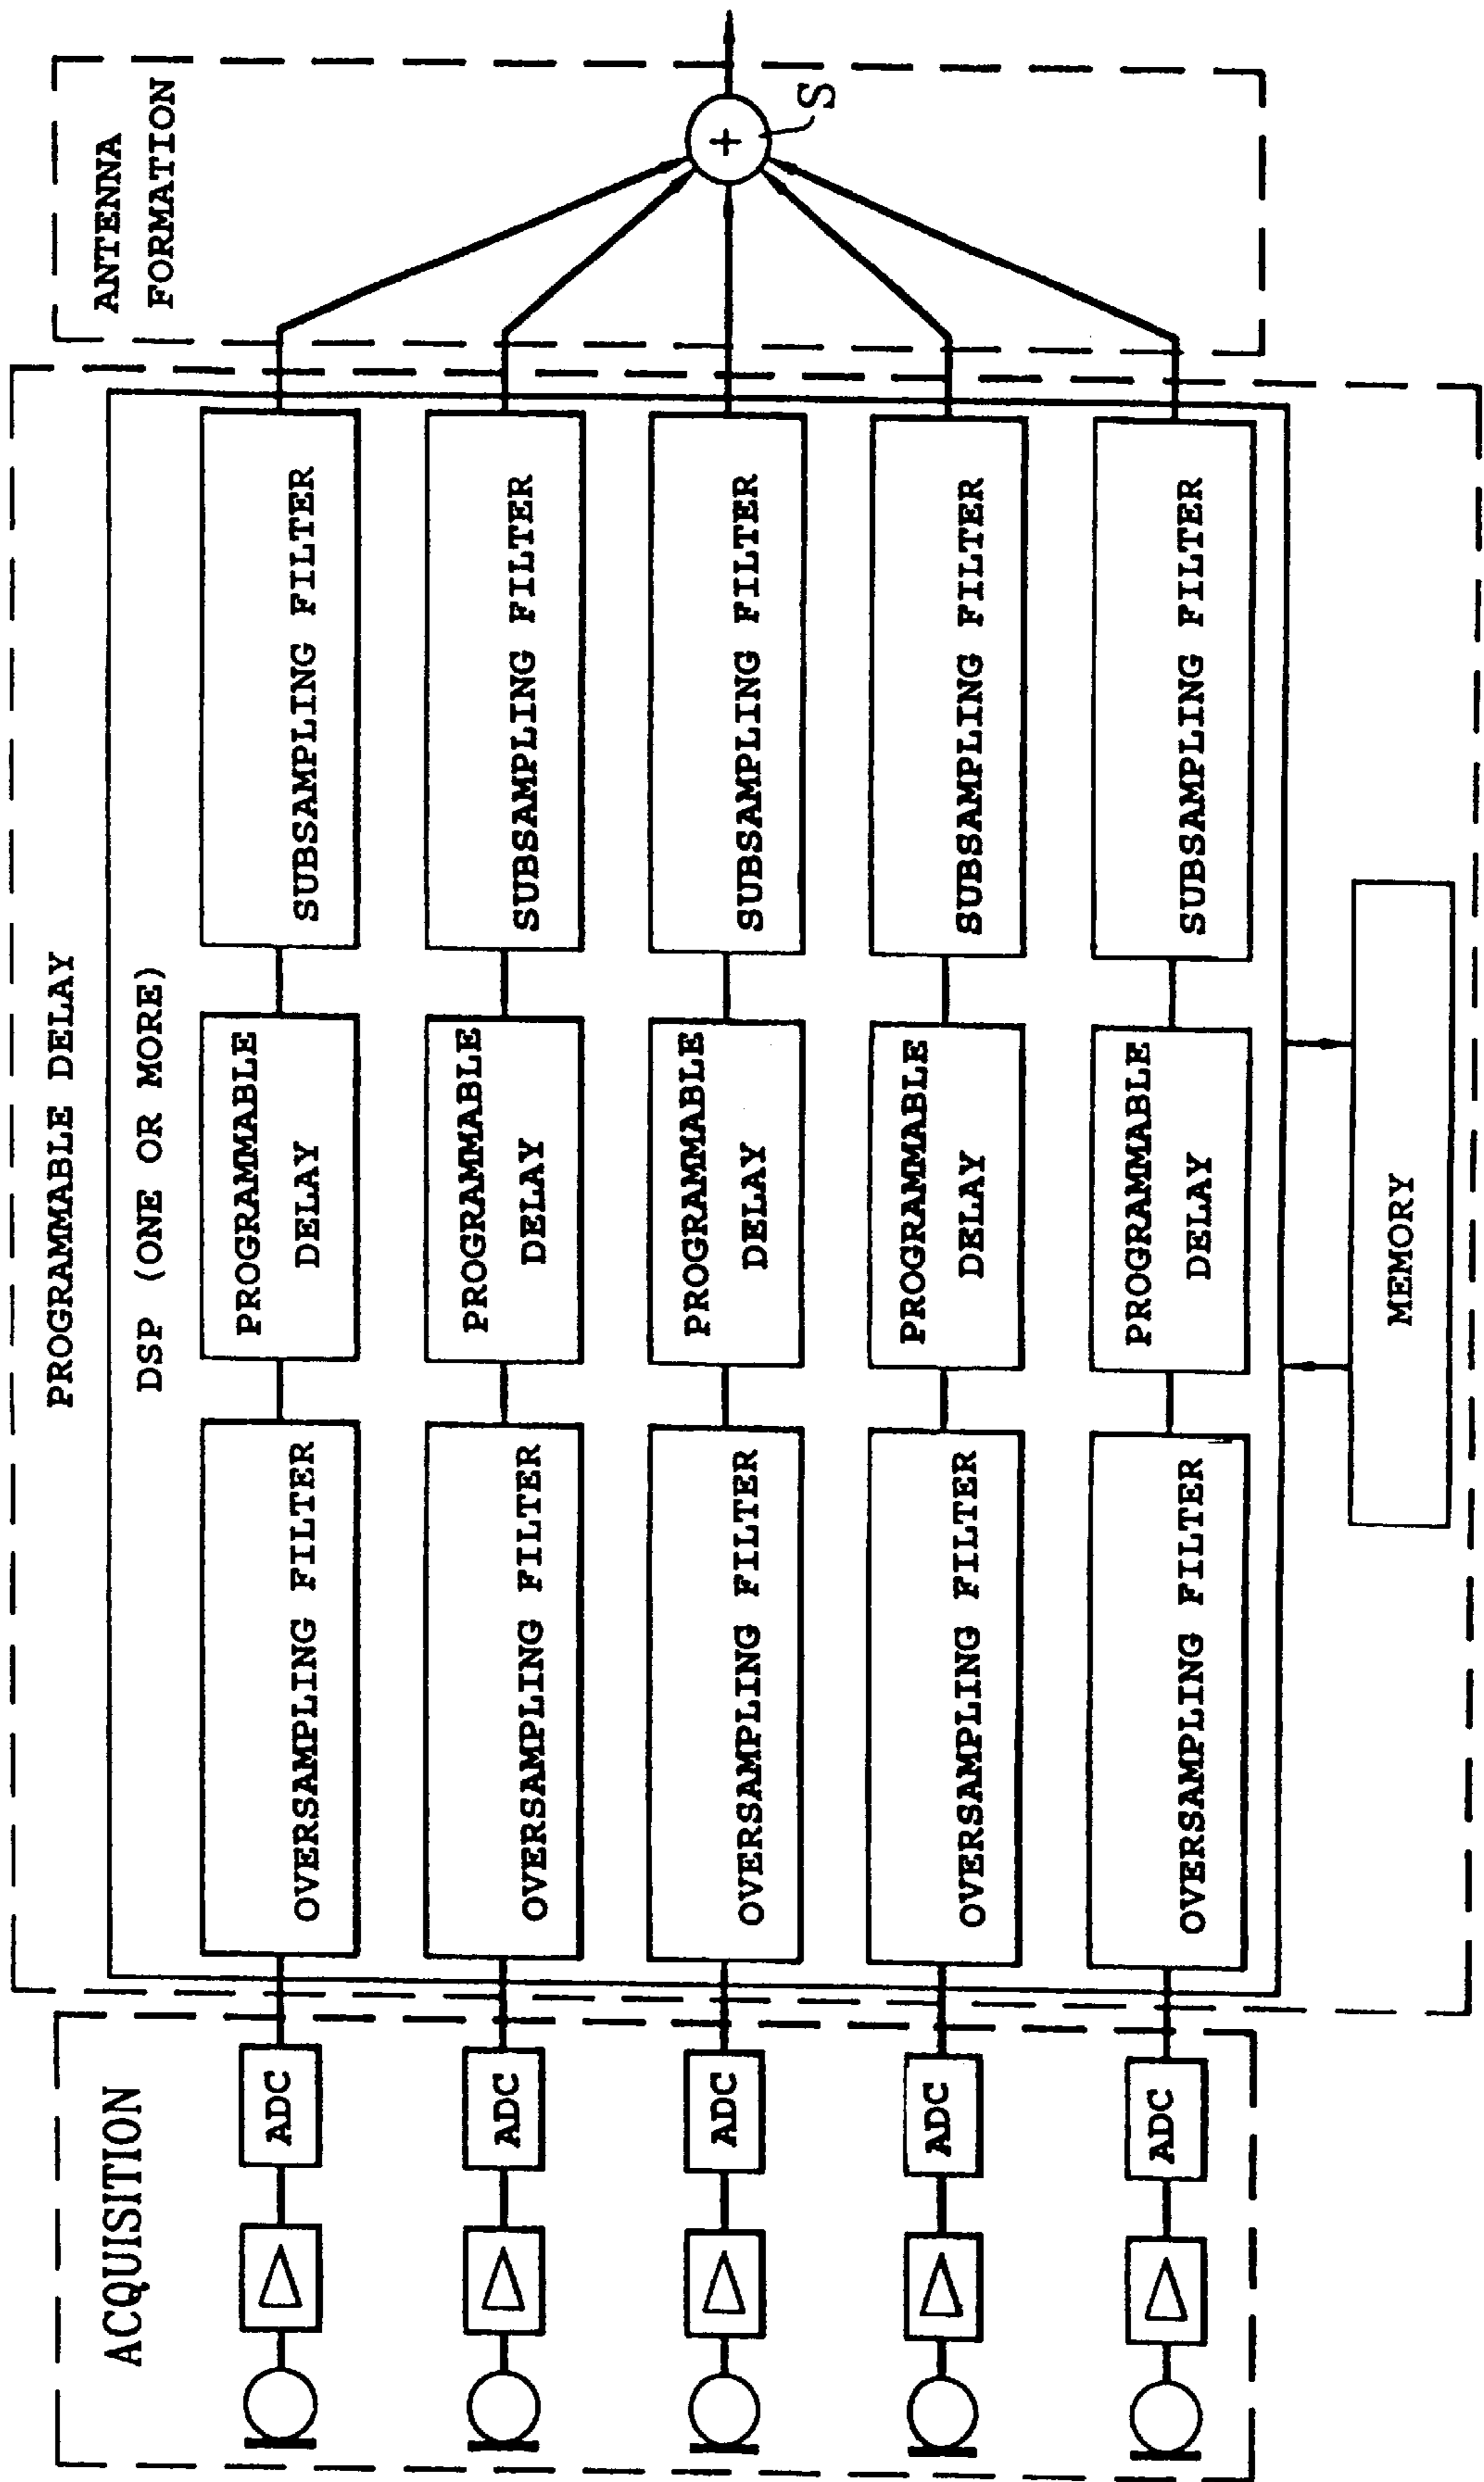 ACQUISITION
ADC
ADC
ADC
ADC
ADC
PROGRAMABLE DELAY
DSP (ONE OR MORE)
OVERSAMPLING FILTER
PROGRAMMABLE
DELAY
SUBSAMPLING FILTER
OVERSAMPLING FILTER
PROGRAMMABLE
DELAY
SUBSAMPLING FILTER
OVERSAMPLING FILTER
PROGRAMMABLE
DELAY
SUBSAMPLING FILTER
OVERSAMPLING FILTER
PROGRAMMABLE
DELAY
SUBSAMPLING FILTER
OVERSAMPLING FILTER
PROGRAMMABLE
DELAY
SUBSAMPLING FILTER
MEMORY
ANTENNA
FORMATION
+
S